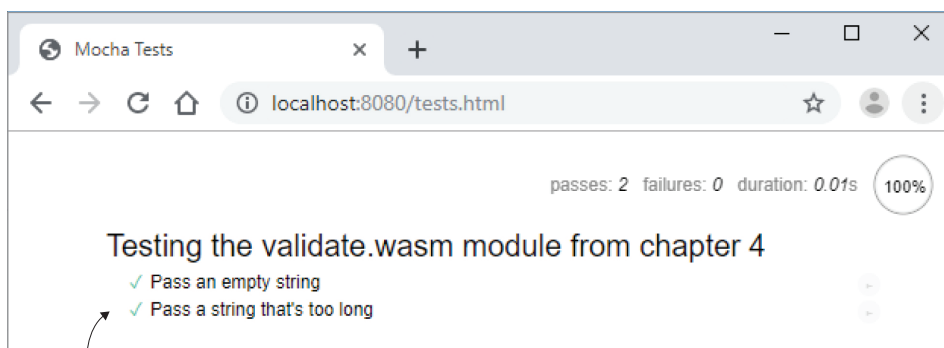 Mocha Tests
localhost:8080/tests.html
passes: 2 failures: 0 duration: 0.01s 100%
Testing the validate.wasm module from chapter 4
✓ Pass an empty string
✓ Pass a string that's too long